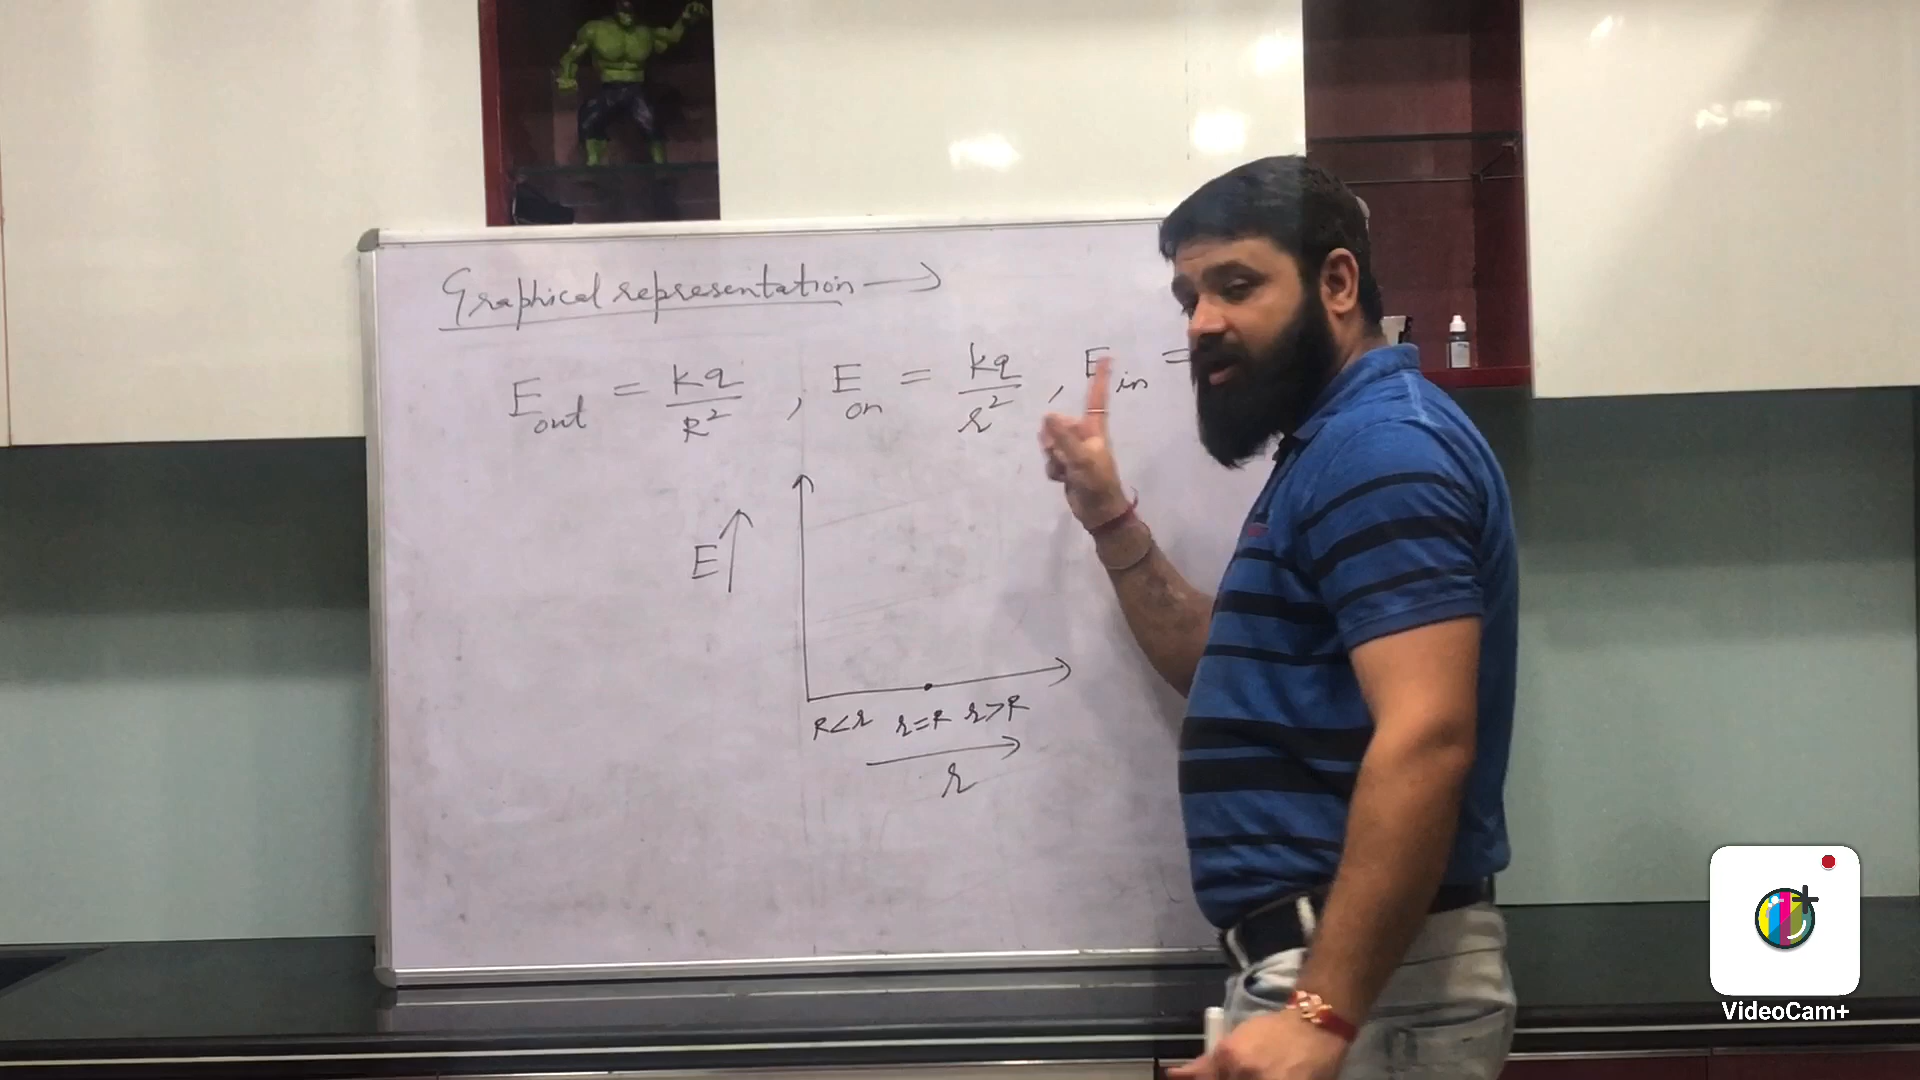 Graphical representation →
E out = kq / R² , E on = kq / r² , E in =
E ↑
R<r r=R r>R
r
VideoCam+